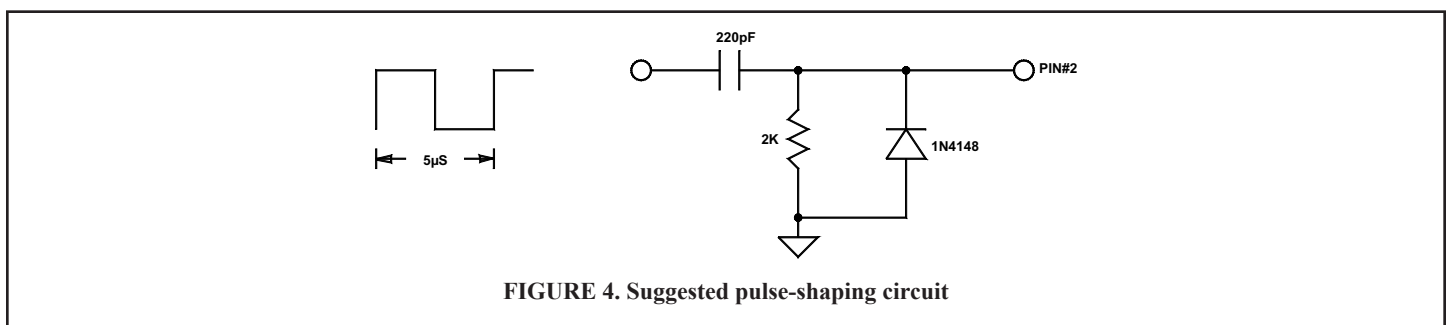 220pF
PIN#2
2K
1N4148
5µS
FIGURE 4. Suggested pulse-shaping circuit